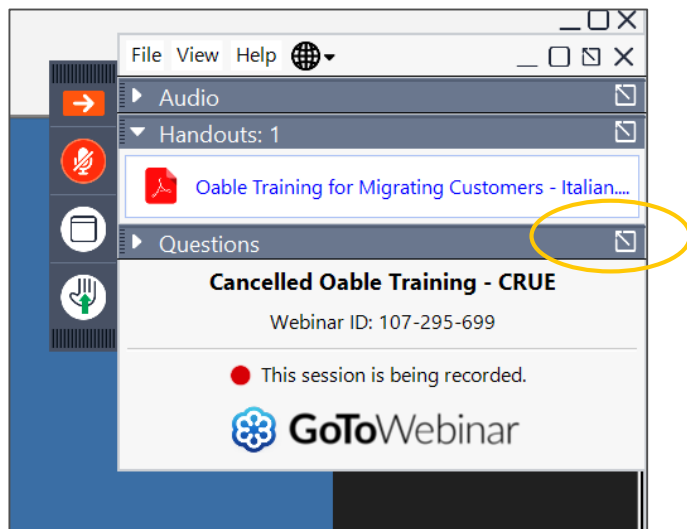 File View Help
Audio
Handouts: 1
Oable Training for Migrating Customers - Italian....
Questions
Cancelled Oable Training - CRUE
Webinar ID: 107-295-699
This session is being recorded.
GoToWebinar